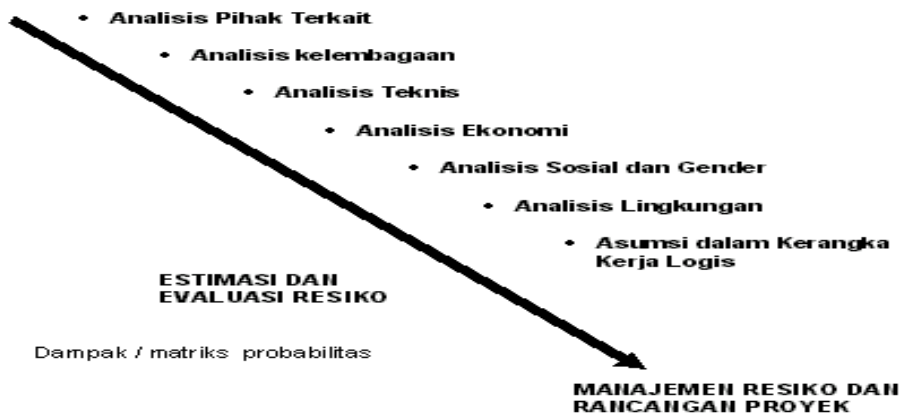 • Analisis Pihak Terkait
• Analisis kelembagaan
• Analisis Teknis
• Analisis Ekonomi
• Analisis Sosial dan Gender
• Analisis Lingkungan
• Asumsi dalam Kerangka
Kerja Logis
ESTIMASI DAN
EVALUASI RESIKO
Dampak / matriks probabilitas
MANAJEMEN RESIKO DAN
RANCANGAN PROYEK